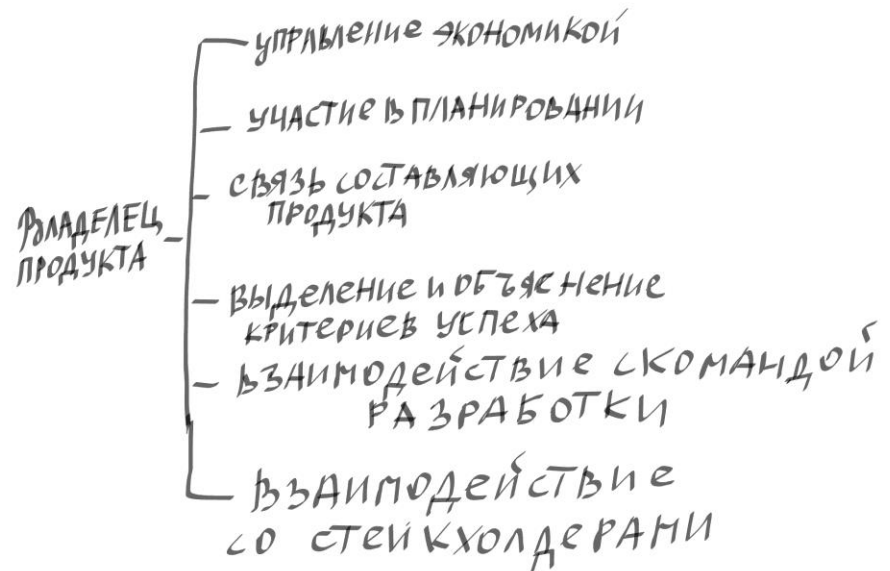 управление экономикой
участие в планировании
связь составляющих
продукта
Владелец
продукта
выделение и объяснение
критериев успеха
взаимодействие с командой
разработки
взаимодействие
со стейкхолдерами